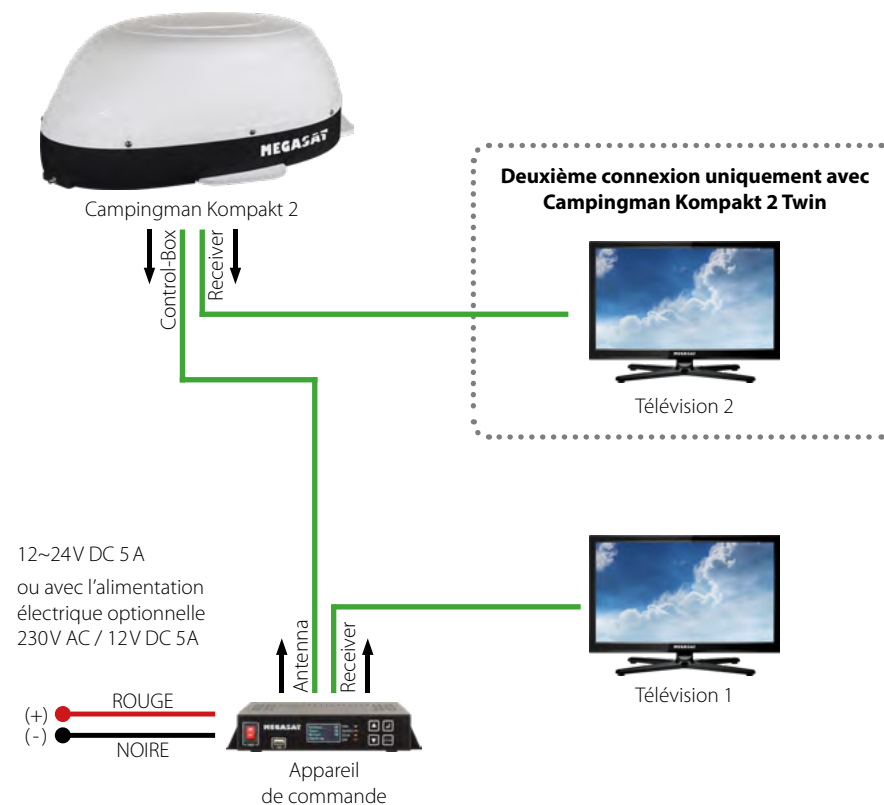 MEGASAT
Campingman Kompakt 2
Deuxième connexion uniquement avec
Campingman Kompakt 2 Twin
Control-Box
Receiver
MEGASAT
Télévision 2
12~24V DC 5A
ou avec l'alimentation
électrique optionnelle
230V AC / 12V DC 5A
Antenna
Receiver
MEGASAT
Télévision 1
(+)
ROUGE
(-)
NOIRE
MEGASAT
Appareil
de commande